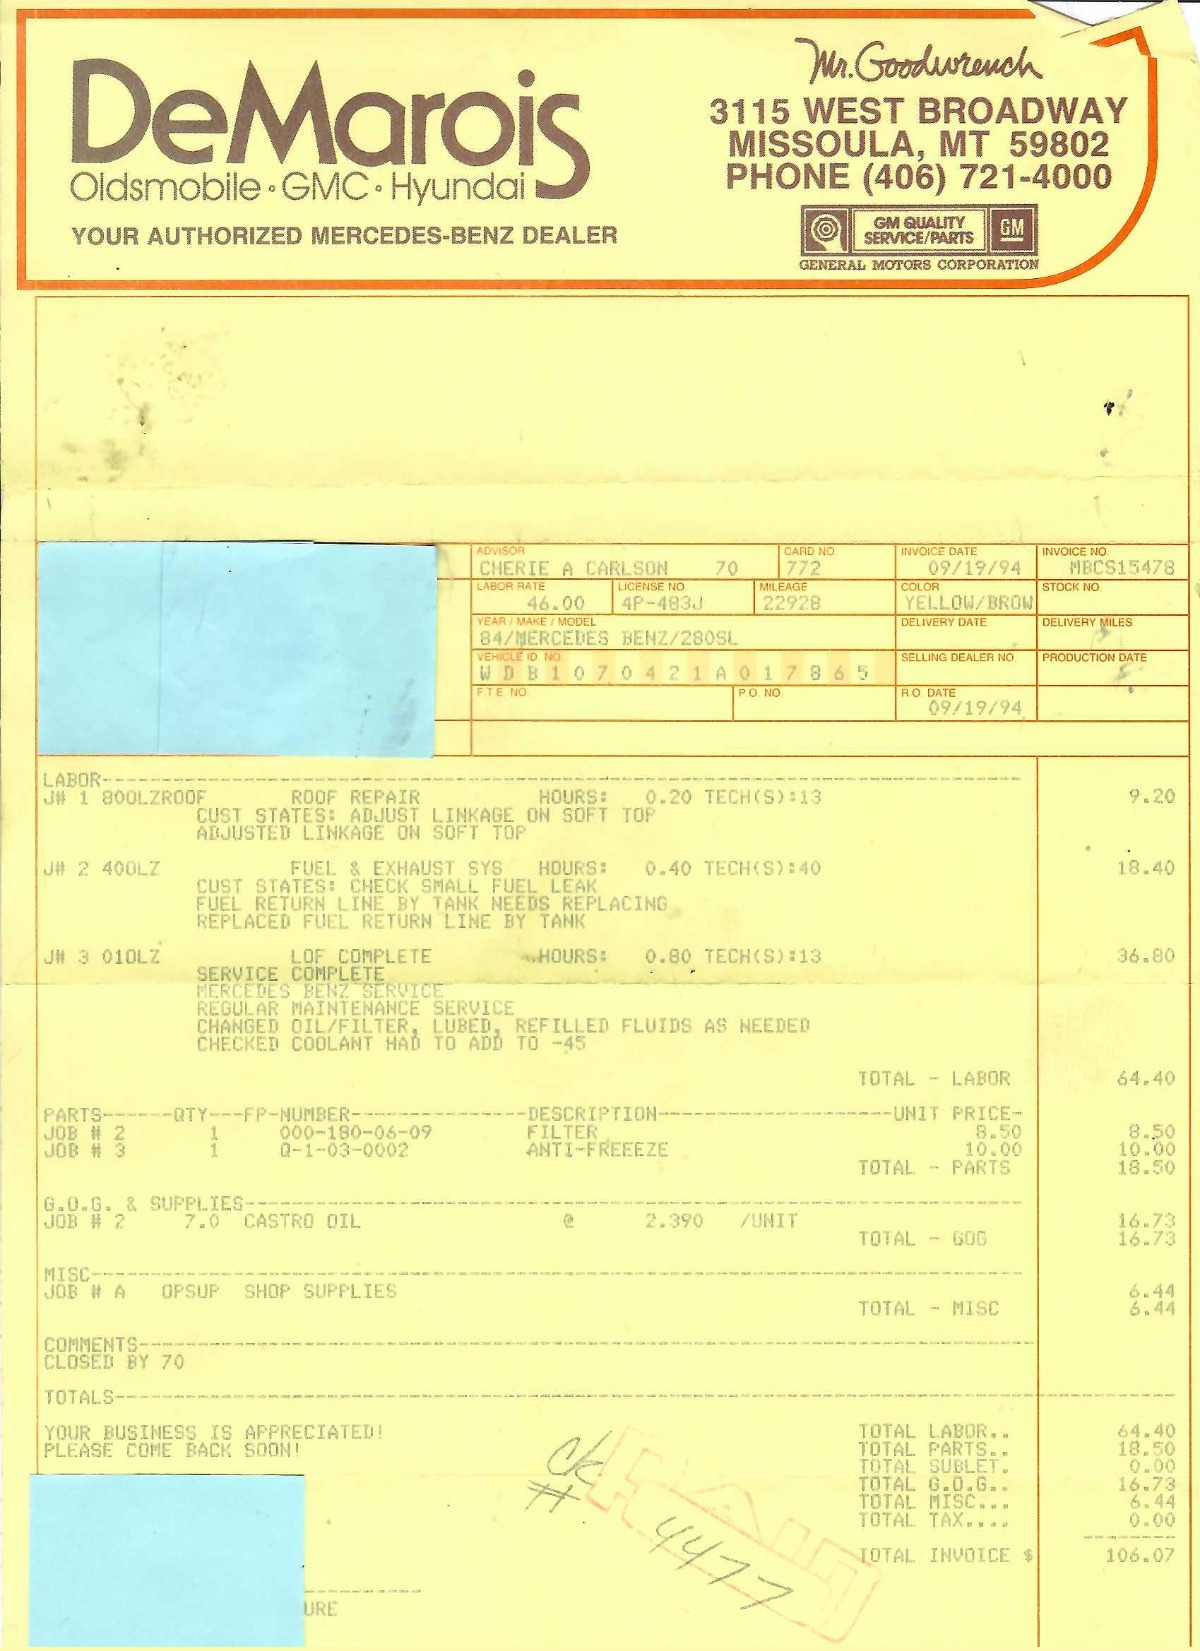 DeMarois
Oldsmobile • GMC • Hyundai
YOUR AUTHORIZED MERCEDES-BENZ DEALER
Mr. Goodwrench
3115 WEST BROADWAY
MISSOULA, MT 59802
PHONE (406) 721-4000
GM QUALITY
SERVICE/PARTS
GM
GENERAL MOTORS CORPORATION
ADVISOR CARD NO. INVOICE DATE INVOICE NO.
CHERIE A CARLSON 70 772 09/19/94 MBCS15478
LABOR RATE LICENSE NO. MILEAGE COLOR STOCK NO.
46.00 4P-483J 22928 YELLOW/BROW
YEAR / MAKE / MODEL DELIVERY DATE DELIVERY MILES
84/MERCEDES BENZ/280SL
VEHICLE ID. NO. SELLING DEALER NO. PRODUCTION DATE
WDB1070421A017865
F.T.E. NO. P.O. NO. R.O. DATE
09/19/94
LABOR----------
J# 1 800LZROOF ROOF REPAIR HOURS: 0.20 TECH(S):13 9.20
CUST STATES: ADJUST LINKAGE ON SOFT TOP
ADJUSTED LINKAGE ON SOFT TOP
J# 2 400LZ FUEL & EXHAUST SYS HOURS: 0.40 TECH(S):40 18.40
CUST STATES: CHECK SMALL FUEL LEAK
FUEL RETURN LINE BY TANK NEEDS REPLACING
REPLACED FUEL RETURN LINE BY TANK
J# 3 010LZ LOF COMPLETE HOURS: 0.80 TECH(S):13 36.80
SERVICE COMPLETE
MERCEDES BENZ SERVICE
REGULAR MAINTENANCE SERVICE
CHANGED OIL/FILTER, LUBED, REFILLED FLUIDS AS NEEDED
CHECKED COOLANT HAD TO ADD TO -45
TOTAL - LABOR 64.40
PARTS------QTY---FP-NUMBER---------------DESCRIPTION--------------------UNIT PRICE-
JOB # 2 1 000-180-06-09 FILTER 8.50 8.50
JOB # 3 1 Q-1-03-0002 ANTI-FREEEZE 10.00 10.00
TOTAL - PARTS 18.50
G.O.G. & SUPPLIES----------
JOB # 2 7.0 CASTRO OIL @ 2.390 /UNIT 16.73
TOTAL - GOG 16.73
MISC----------
JOB # A OPSUP SHOP SUPPLIES 6.44
TOTAL - MISC 6.44
COMMENTS----------
CLOSED BY 70
TOTALS----------
YOUR BUSINESS IS APPRECIATED!
PLEASE COME BACK SOON!
TOTAL LABOR.. 64.40
TOTAL PARTS.. 18.50
TOTAL SUBLET. 0.00
TOTAL G.O.G.. 16.73
TOTAL MISC... 6.44
TOTAL TAX.... 0.00
TOTAL INVOICE $ 106.07
PAID
ck
# 4477
URE